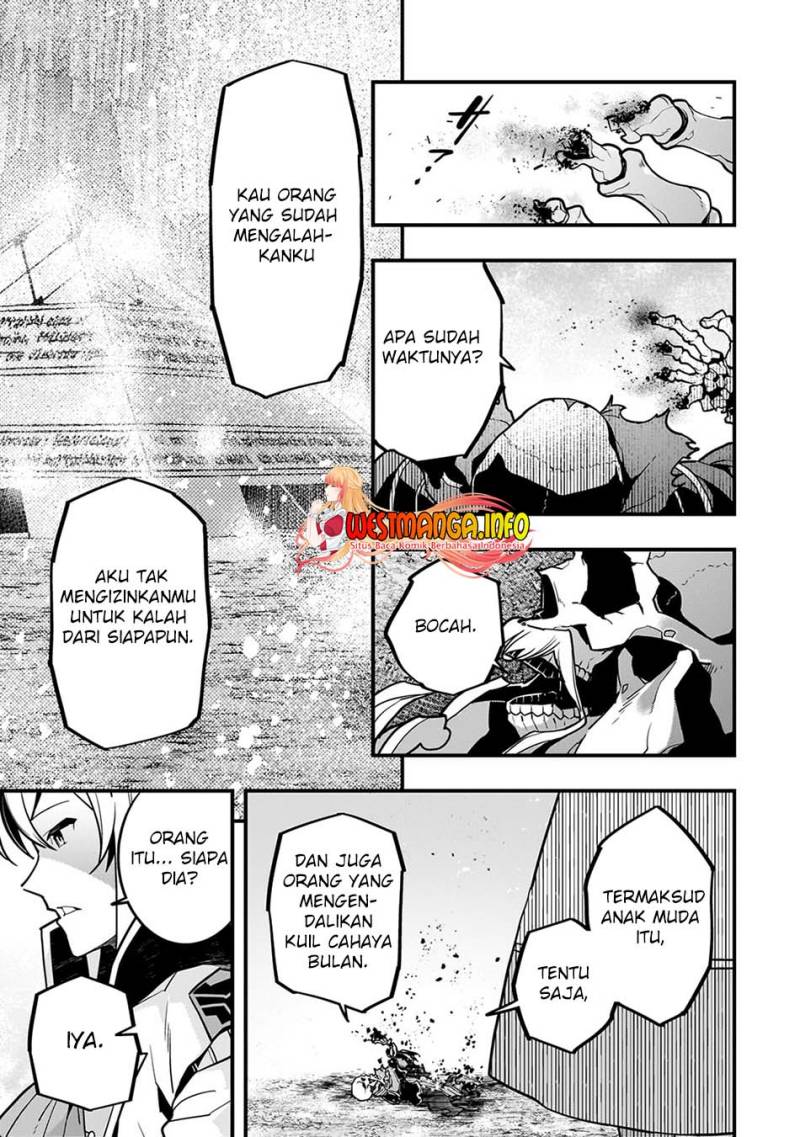 APA SUDAH
WAKTUNYA?
BOCAH.
KAU ORANG
YANG SUDAH
MENGALAH-
KANKU
AKU TAK
MENGIZINKANMU
UNTUK KALAH
DARI SIAPAPUN.
TERMAKSUD
ANAK MUDA
ITU,
TENTU
SAJA,
DAN JUGA
ORANG YANG
MENGEN-
DALIKAN
KUIL CAHAYA
BULAN.
ORANG
ITU... SIAPA
DIA?
IYA.
WESTMANGA.INFO
Situs Baca Komik Berbahasa Indonesia